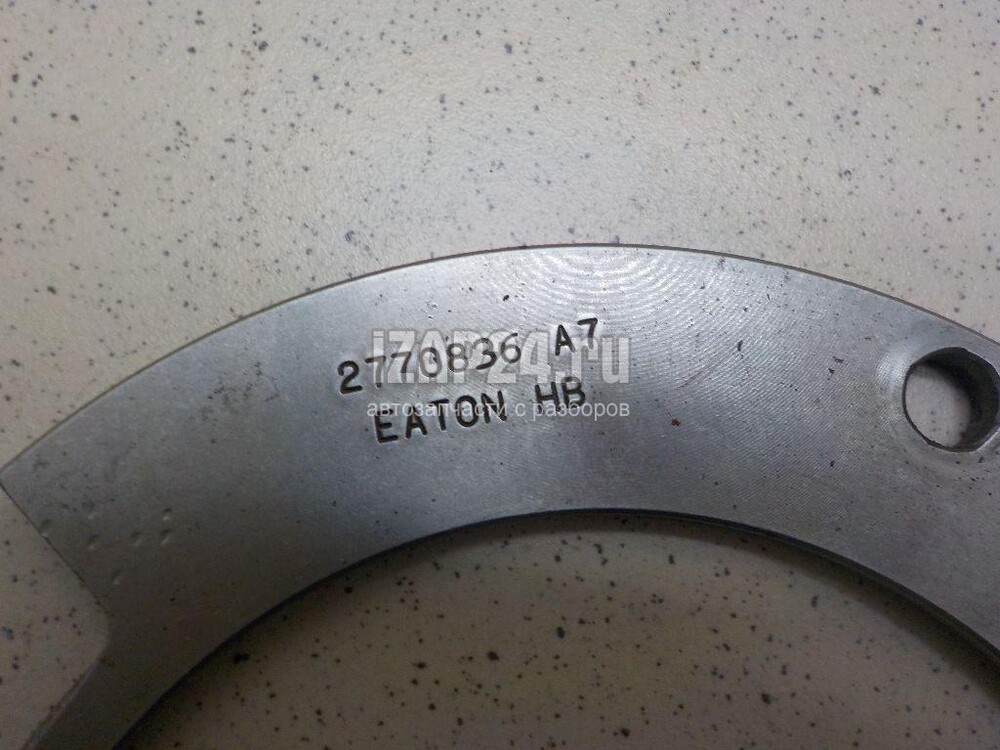 2770836 A7
EATON HB
iZAP24.ru
автозапчасти с разборов